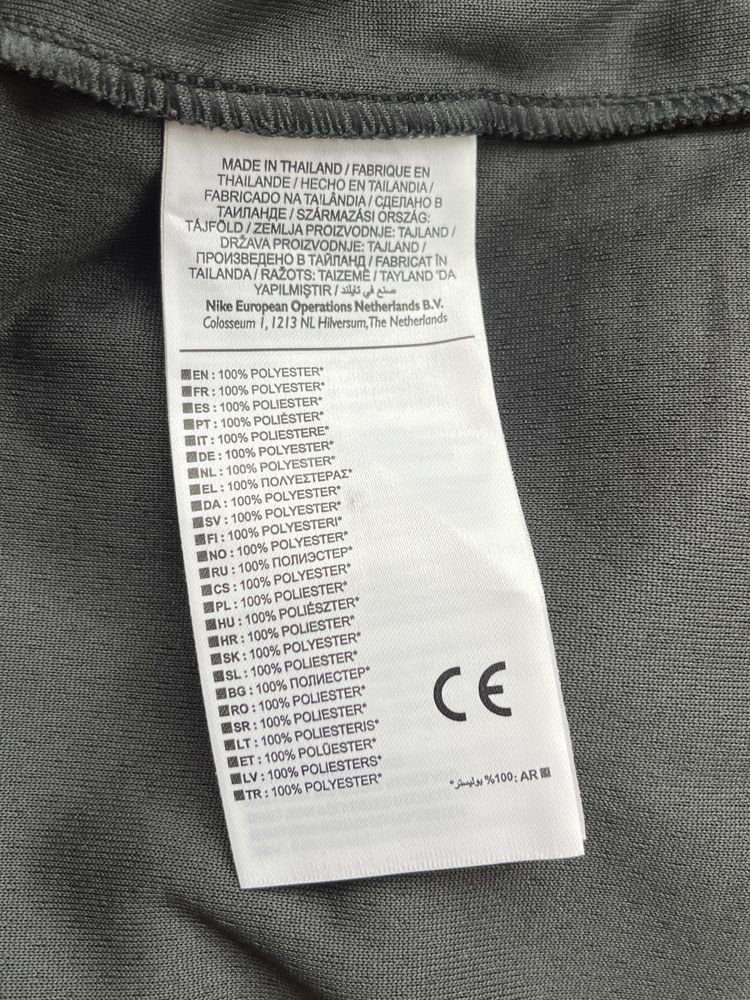 MADE IN THAILAND / FABRIQUE EN
THAILANDE / HECHO EN TAILANDIA /
FABRICADO NA TAILÂNDIA / СДЕЛАНО В
ТАИЛАНДЕ / SZÁRMAZÁSI ORSZÁG:
TÁJFÖLD / ZEMLJA PROIZVODNJE: TAJLAND /
DRŽAVA PROIZVODNJE: TAJLAND /
ПРОИЗВЕДЕНО В ТАЙЛАНД / FABRICAT ÎN
TAILANDA / RAŽOTS: TAIZEMĒ / TAYLAND 'DA
YAPILMIŞTIR / صنع في تايلند
Nike European Operations Netherlands B.V.
Colosseum 1, 1213 NL Hilversum, The Netherlands
EN : 100% POLYESTER*
FR : 100% POLYESTER*
ES : 100% POLIESTER*
PT : 100% POLIÉSTER*
IT : 100% POLIESTERE*
DE : 100% POLYESTER*
NL : 100% POLYESTER*
EL : 100% ΠΟΛΥΕΣΤΕΡΑΣ*
DA : 100% POLYESTER*
SV : 100% POLYESTER*
FI : 100% POLYESTERI*
NO : 100% POLYESTER*
RU : 100% ПОЛИЭСТЕР*
CS : 100% POLYESTER*
PL : 100% POLIESTER*
HU : 100% POLIÉSZTER*
HR : 100% POLIESTER*
SK : 100% POLYESTER*
SL : 100% POLIESTER*
BG : 100% ПОЛИЕСТЕР*
RO : 100% POLIESTER*
SR : 100% POLIESTER*
LT : 100% POLIESTERIS*
ET : 100% POLÜESTER*
LV : 100% POLIESTERS*
TR : 100% POLYESTER*
CE
AR :100% بوليستر*